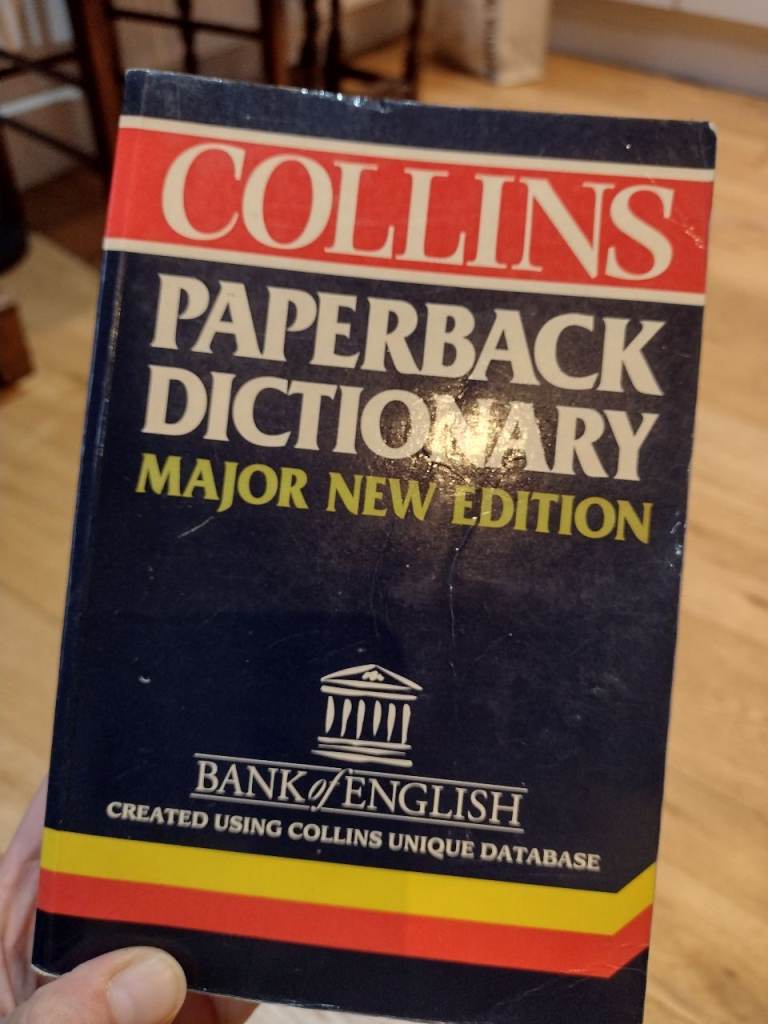 COLLINS
PAPERBACK
DICTIONARY
MAJOR NEW EDITION
BANK of ENGLISH
CREATED USING COLLINS UNIQUE DATABASE